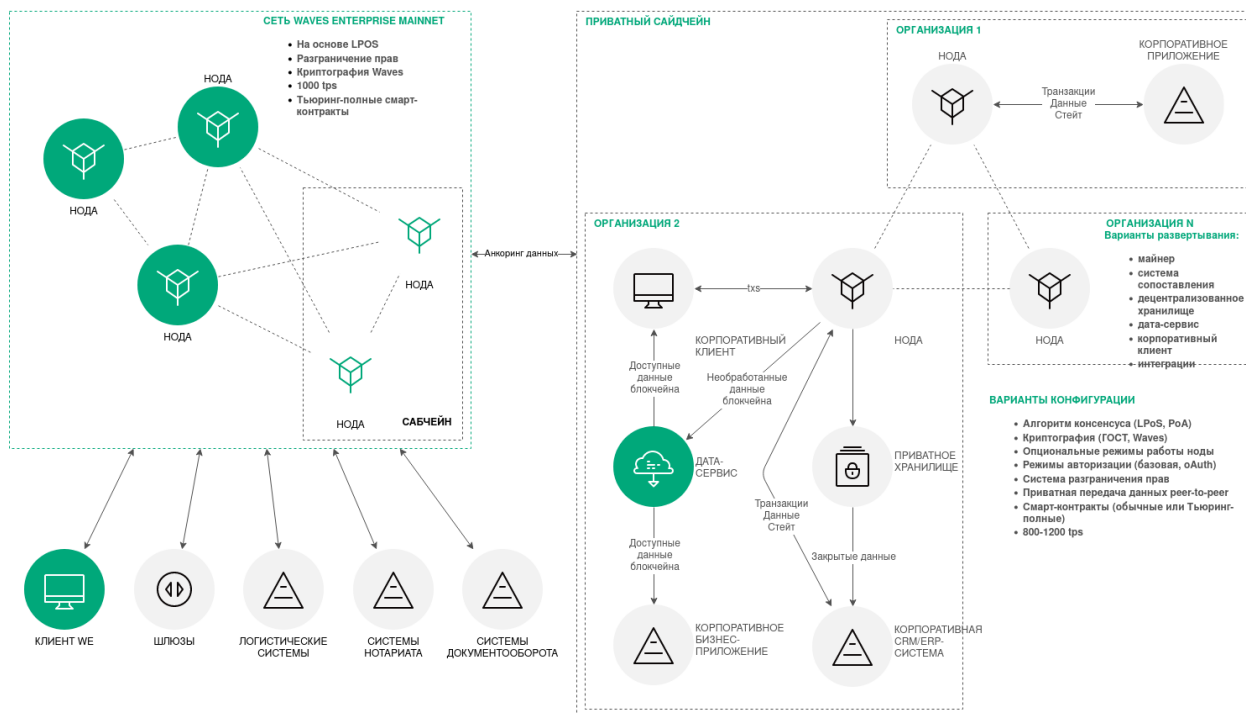 СЕТЬ WAVES ENTERPRISE MAINNET
На основе LPOS
Разграничение прав
Криптография Waves
1000 tps
Тьюринг-полные смарт-
контракты
НОДА
НОДА
НОДА
НОДА
НОДА
САБЧЕЙН
Анкоринг данных
КЛИЕНТ WE
ШЛЮЗЫ
ЛОГИСТИЧЕСКИЕ
СИСТЕМЫ
СИСТЕМЫ
НОТАРИАТА
СИСТЕМЫ
ДОКУМЕНТООБОРОТА
ПРИВАТНЫЙ САЙДЧЕЙН
ОРГАНИЗАЦИЯ 1
НОДА
КОРПОРАТИВНОЕ
ПРИЛОЖЕНИЕ
Транзакции
Данные
Стейт
ОРГАНИЗАЦИЯ 2
txs
КОРПОРАТИВНЫЙ
КЛИЕНТ
НОДА
Доступные
данные
блокчейна
Необработанные
данные
блокчейна
ДАТА-
СЕРВИС
ПРИВАТНОЕ
ХРАНИЛИЩЕ
Транзакции
Данные
Стейт
Доступные
данные
блокчейна
Закрытые данные
КОРПОРАТИВНОЕ
БИЗНЕС-
ПРИЛОЖЕНИЕ
КОРПОРАТИВНАЯ
CRM/ERP-
СИСТЕМА
ОРГАНИЗАЦИЯ N
Варианты развертывания:
майнер
система
сопоставления
децентрализованное
хранилище
дата-сервис
корпоративный
клиент
интеграции
НОДА
ВАРИАНТЫ КОНФИГУРАЦИИ
Алгоритм консенсуса (LPoS, PoA)
Криптография (ГОСТ, Waves)
Опциональные режимы работы ноды
Режимы авторизации (базовая, oAuth)
Система разграничения прав
Приватная передача данных peer-to-peer
Смарт-контракты (обычные или Тьюринг-
полные)
800-1200 tps